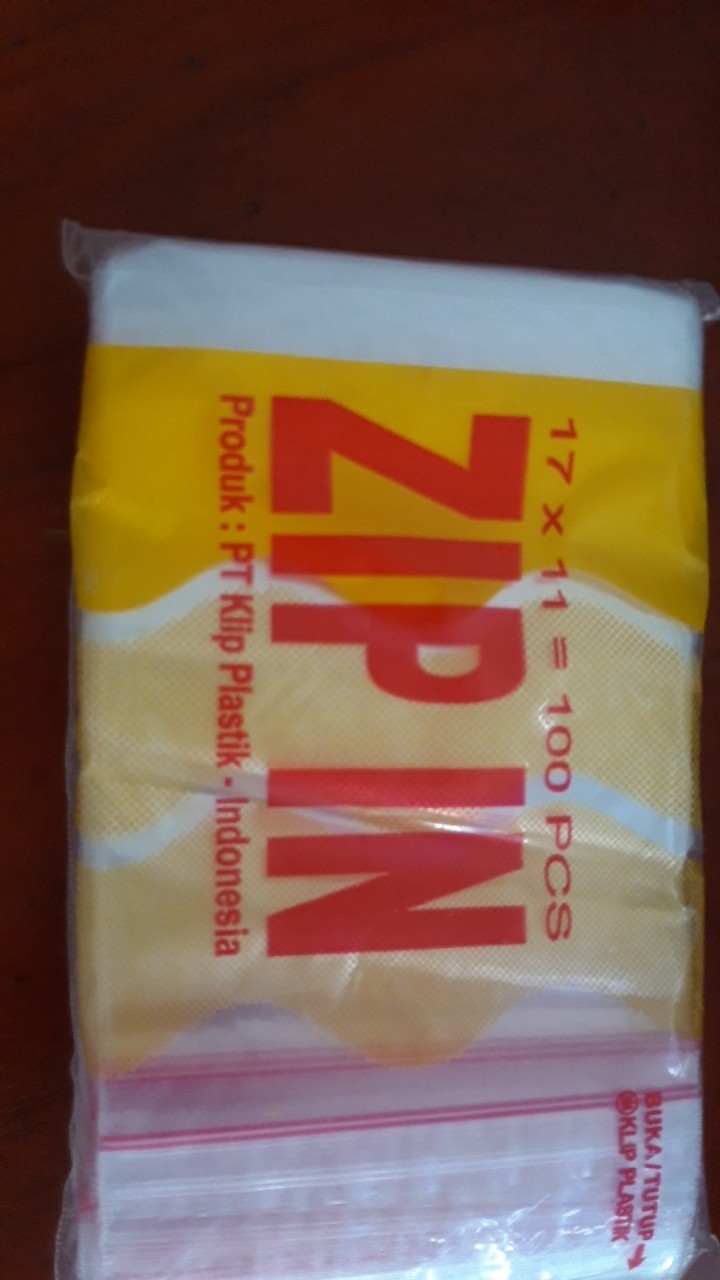 17 x 11 = 100 PCS
ZIP IN
Produk : PT Klip Plastik - Indonesia
BUKA / TUTUP →
KLIP PLASTIK